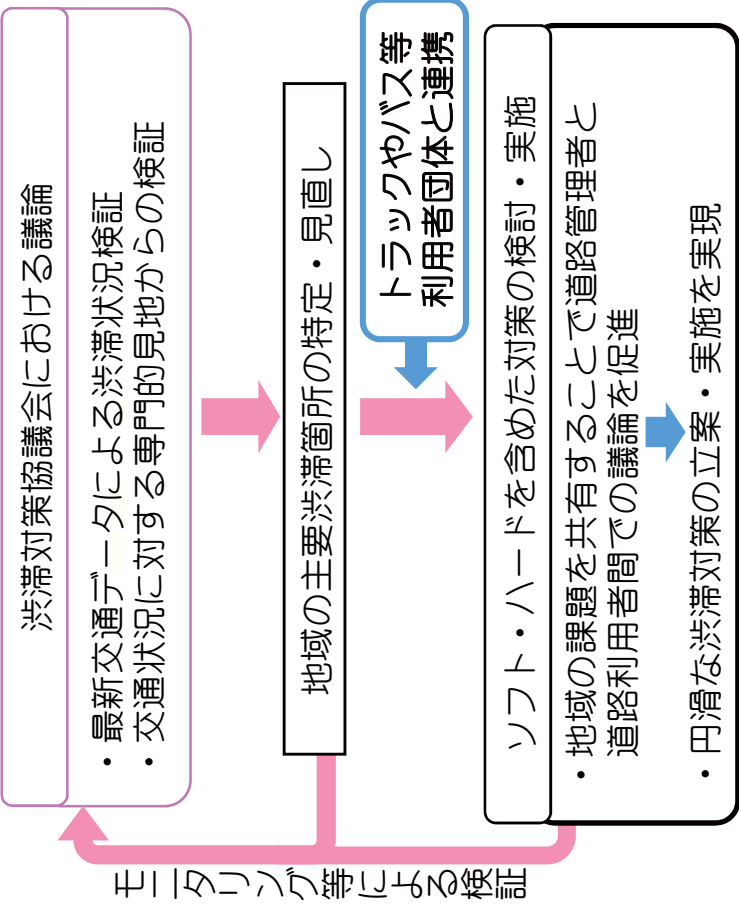 渋滞対策協議会における議論
・最新交通データによる渋滞状況検証
・交通状況に対する専門的見地からの検証
地域の主要渋滞箇所の特定・見直し
トラックやバス等
利用者団体と連携
ソフト・ハードを含めた対策の検討・実施
・地域の課題を共有することで道路管理者と
道路利用者間での議論を促進
・円滑な渋滞対策の立案・実施を実現
モニタリング等による検証